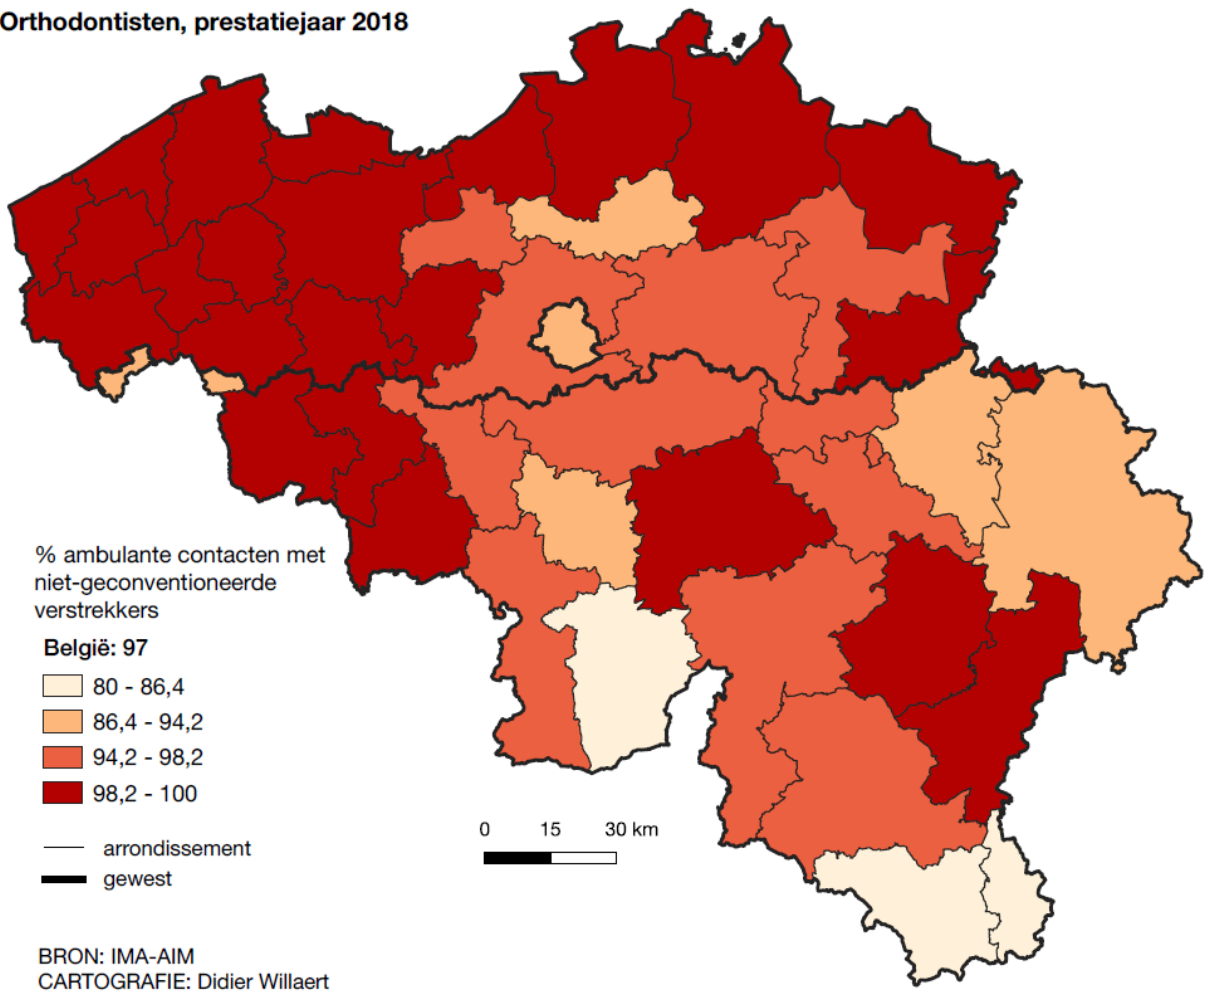 Orthodontisten, prestatiejaar 2018
% ambulante contacten met
niet-geconventioneerde
verstrekkers
België: 97
80 - 86,4
86,4 - 94,2
94,2 - 98,2
98,2 - 100
arrondissement
gewest
0 15 30 km
BRON: IMA-AIM
CARTOGRAFIE: Didier Willaert